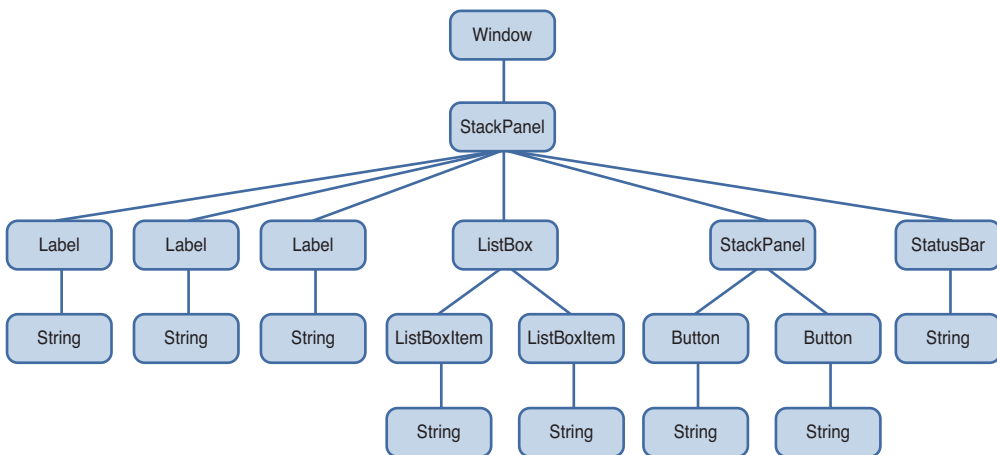 Window
StackPanel
Label Label Label ListBox StackPanel StatusBar
String String String ListBoxItem ListBoxItem Button Button String
String String String String